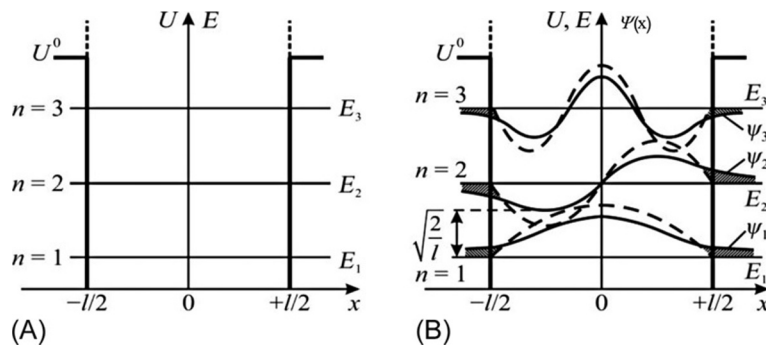 U E
U⁰
n = 3
E₃
n = 2
E₂
n = 1
E₁
−l/2 0 +l/2 x
(A)
U, E Ψ(x)
U⁰
n = 3
E₃
ψ₃
n = 2
ψ₂
E₂
√(2/l)
ψ₁
n = 1
E₁
−l/2 0 +l/2 x
(B)